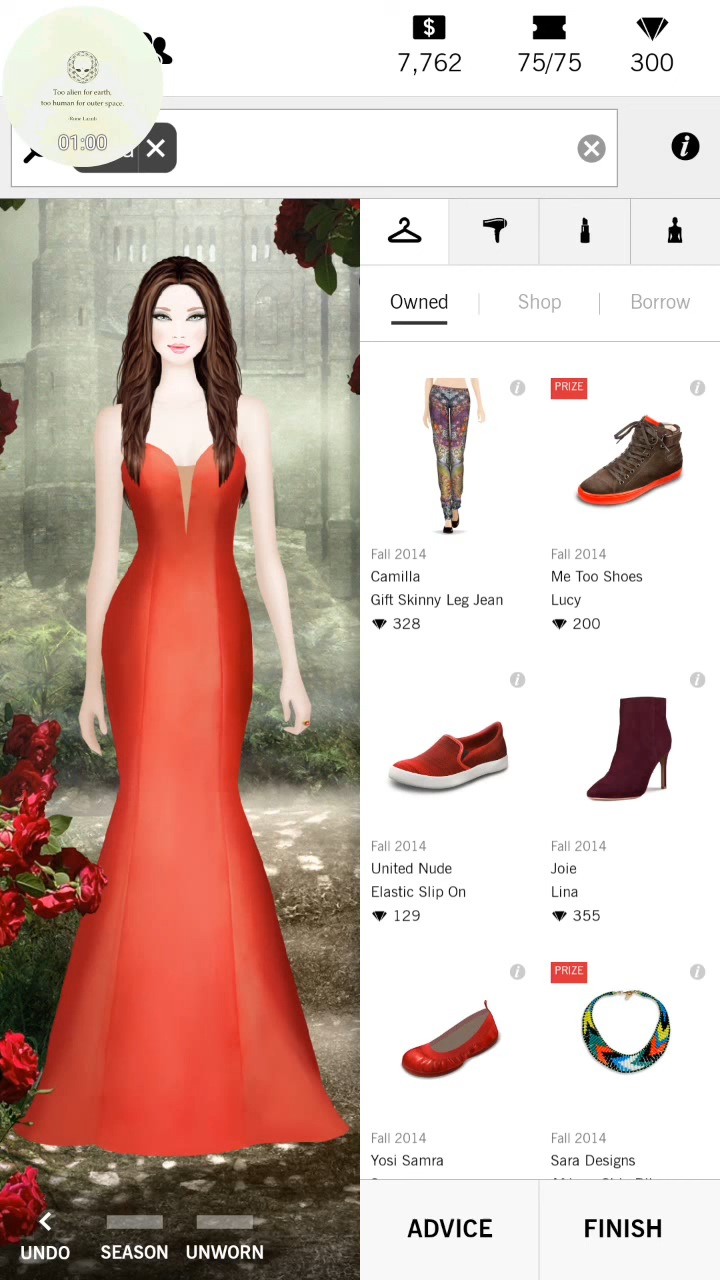 7,762
75/75
300
Too alien for earth,
too human for outer space.
01:00
Owned
Shop
Borrow
Fall 2014
Camilla
Gift Skinny Leg Jean
328
PRIZE
Fall 2014
Me Too Shoes
Lucy
200
Fall 2014
United Nude
Elastic Slip On
129
Fall 2014
Joie
Lina
355
Fall 2014
Yosi Samra
PRIZE
Fall 2014
Sara Designs
UNDO
SEASON
UNWORN
ADVICE
FINISH